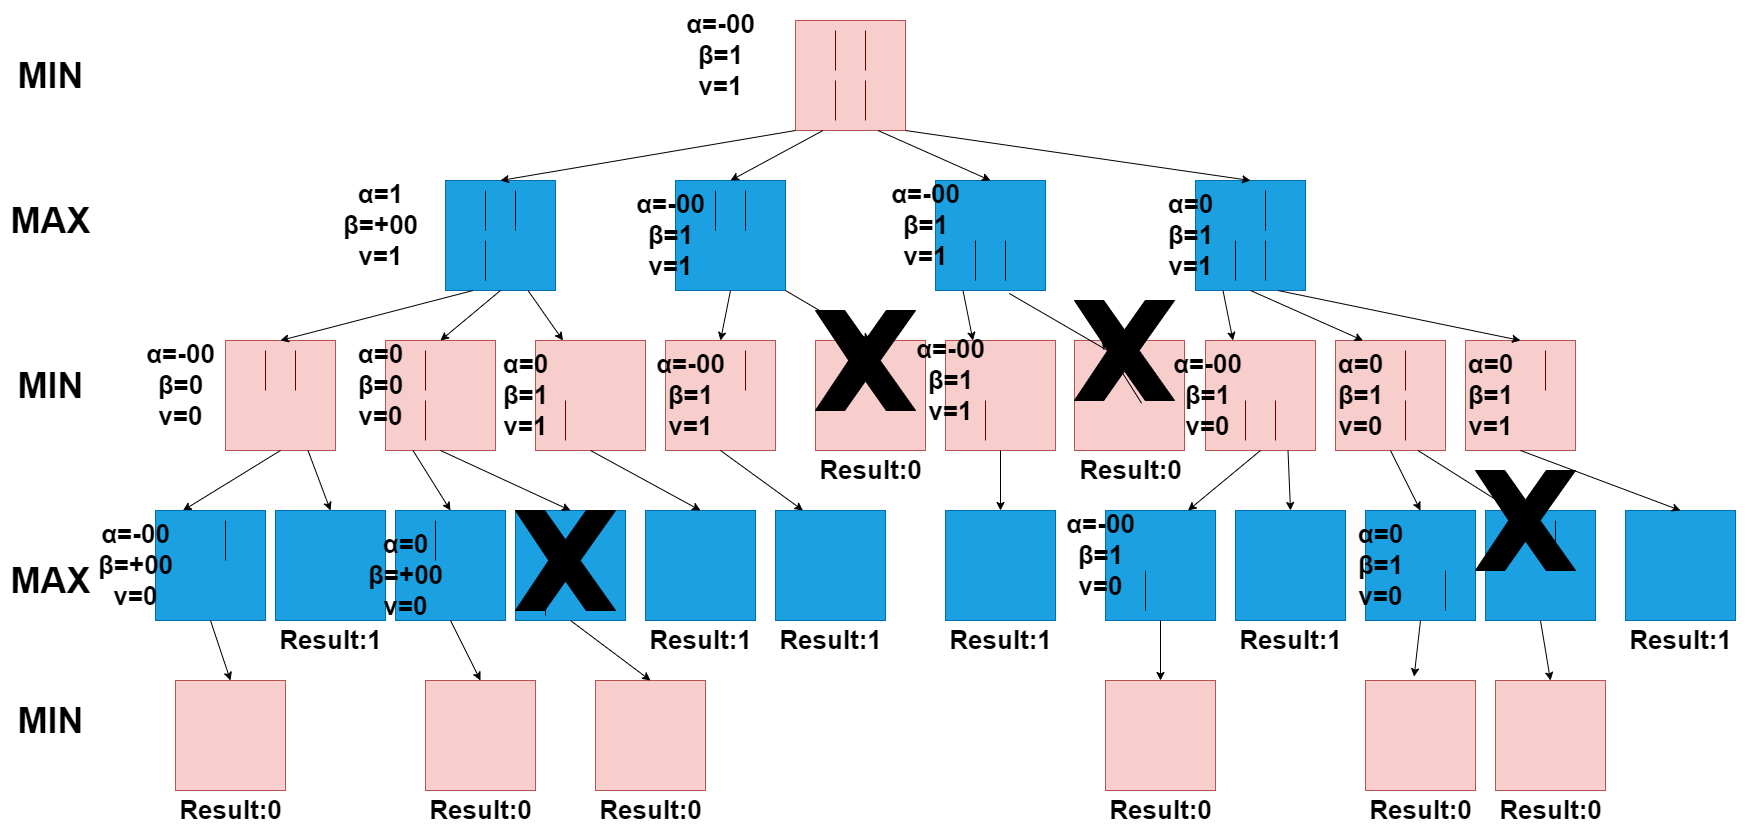 MIN
α=-00
β=1
v=1
MAX
α=1
β=+00
v=1
α=-00
β=1
v=1
α=-00
β=1
v=1
α=0
β=1
v=1
MIN
α=-00
β=0
v=0
α=0
β=0
v=0
α=0
β=1
v=1
α=-00
β=1
v=1
X
Result:0
α=-00
β=1
v=1
X
Result:0
α=-00
β=1
v=0
α=0
β=1
v=0
α=0
β=1
v=1
MAX
α=-00
β=+00
v=0
Result:1
α=0
β=+00
v=0
X
Result:1
Result:1
Result:1
α=-00
β=1
v=0
Result:1
α=0
β=1
v=0
X
Result:1
MIN
Result:0
Result:0
Result:0
Result:0
Result:0
Result:0